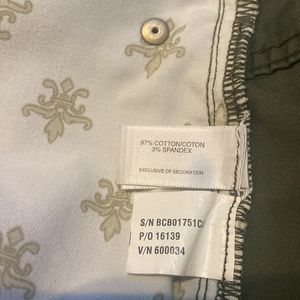 97% COTTON/COTON
3% SPANDEX
EXCLUSIVE OF DECORATION
S/N BCB01751C
P/O 16139
V/N 600034